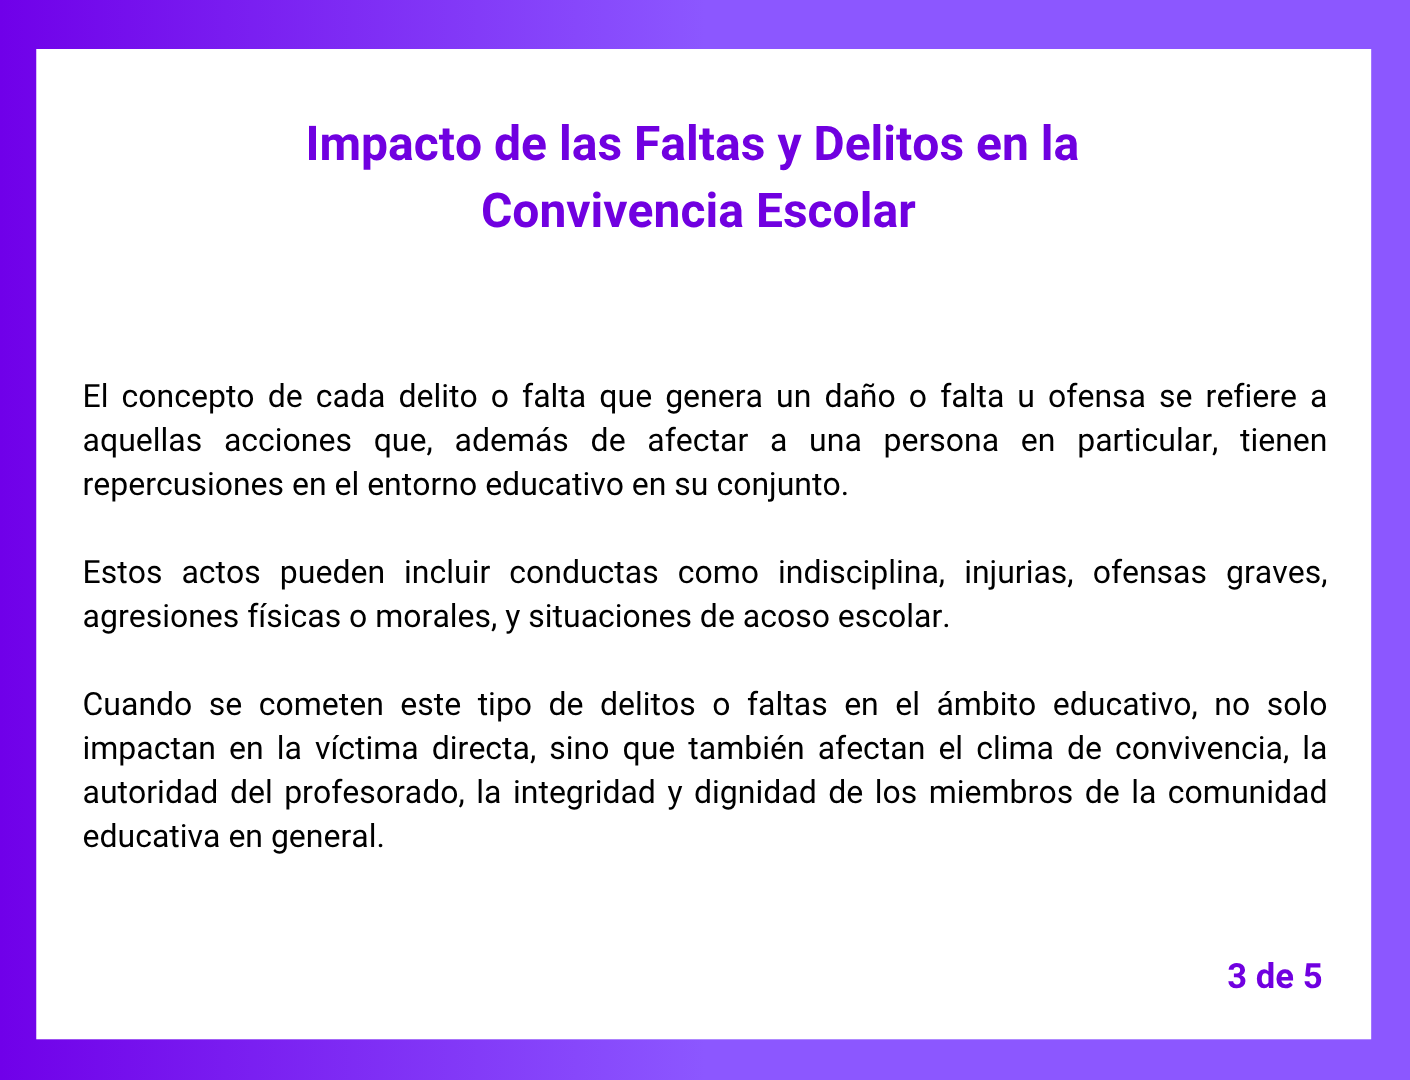 Impacto de las Faltas y Delitos en la
Convivencia Escolar
El concepto de cada delito o falta que genera un daño o falta u ofensa se refiere a
aquellas acciones que, además de afectar a una persona en particular, tienen
repercusiones en el entorno educativo en su conjunto.
Estos actos pueden incluir conductas como indisciplina, injurias, ofensas graves,
agresiones físicas o morales, y situaciones de acoso escolar.
Cuando se cometen este tipo de delitos o faltas en el ámbito educativo, no solo
impactan en la víctima directa, sino que también afectan el clima de convivencia, la
autoridad del profesorado, la integridad y dignidad de los miembros de la comunidad
educativa en general.
3 de 5